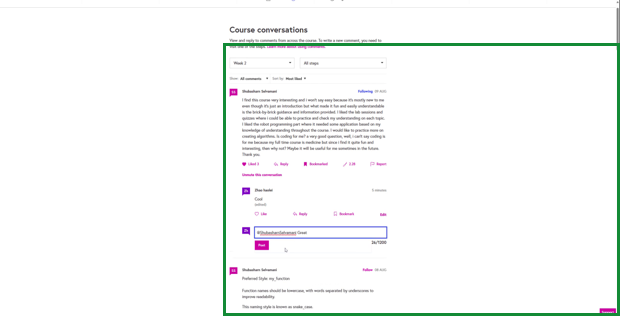 Course conversations
View and reply to comments from across the course. To write a new comment, you need to
visit one of the steps. Learn more about using comments.
Week 2
All steps
Show All comments
Sort by Most liked
Following
I find this course very interesting and I won't say easy because it's mostly new to me
even though it's just an introduction but what made it fun and easily understandable
is the brick-by-brick guidance and information provided. I liked the lab sessions and
quizzes where I could be able to practice and check my understanding on each topic.
I liked the robot programming part where it needed some application based on my
knowledge of understanding throughout the course. I would like to practice more on
creating algorithms. Is coding for me? a very good question, well, I can't say coding is
for me because my full time course is medicine but since I find it quite fun and
interesting, then why not? Maybe it will be useful for me sometimes in the future.
Thank you.
Liked
Reply
Bookmarked
Report
Unmute this conversation
Zh
Cool
(edited)
Like
Reply
Bookmark
Edit
Zh
Great
Post
26/1200
Follow
Preferred Style: my_function
Function names should be lowercase, with words separated by underscores to
improve readability.
This naming style is known as snake_case.